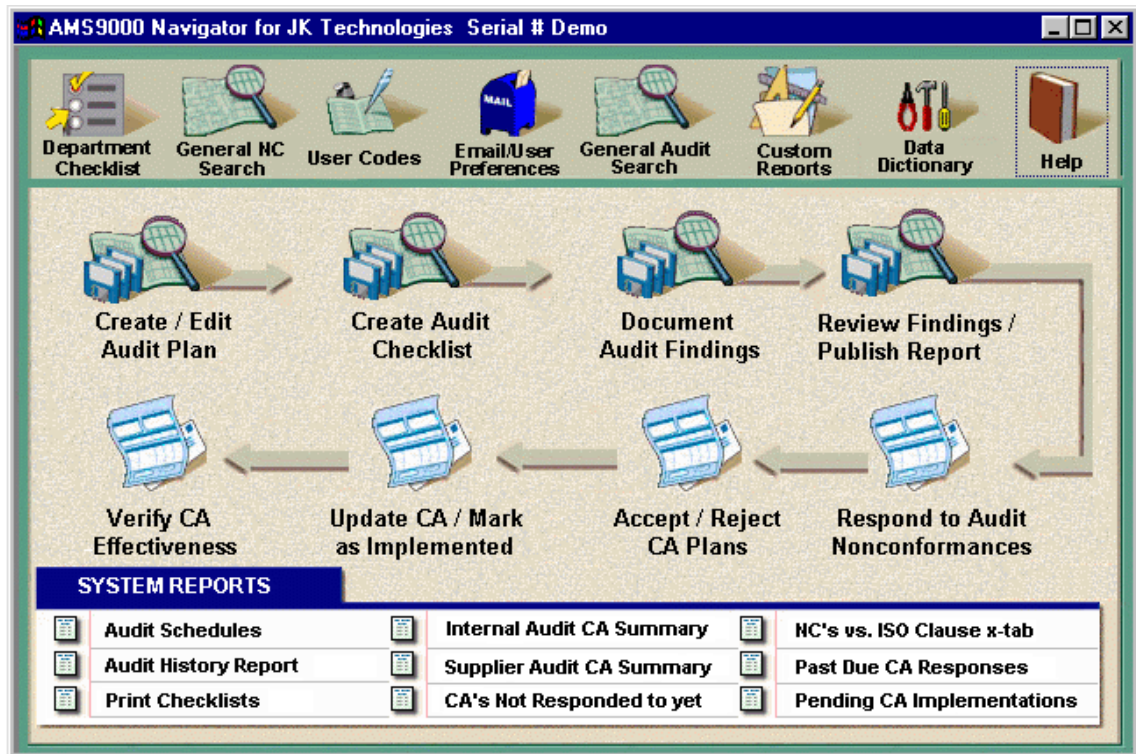 AMS9000 Navigator for JK Technologies Serial # Demo
Department
Checklist
General NC
Search
User Codes
MAIL
Email/User
Preferences
General Audit
Search
Custom
Reports
Data
Dictionary
Help
Create / Edit
Audit Plan
Create Audit
Checklist
Document
Audit Findings
Review Findings /
Publish Report
Verify CA
Effectiveness
Update CA / Mark
as Implemented
Accept / Reject
CA Plans
Respond to Audit
Nonconformances
SYSTEM REPORTS
Audit Schedules
Internal Audit CA Summary
NC's vs. ISO Clause x-tab
Audit History Report
Supplier Audit CA Summary
Past Due CA Responses
Print Checklists
CA's Not Responded to yet
Pending CA Implementations